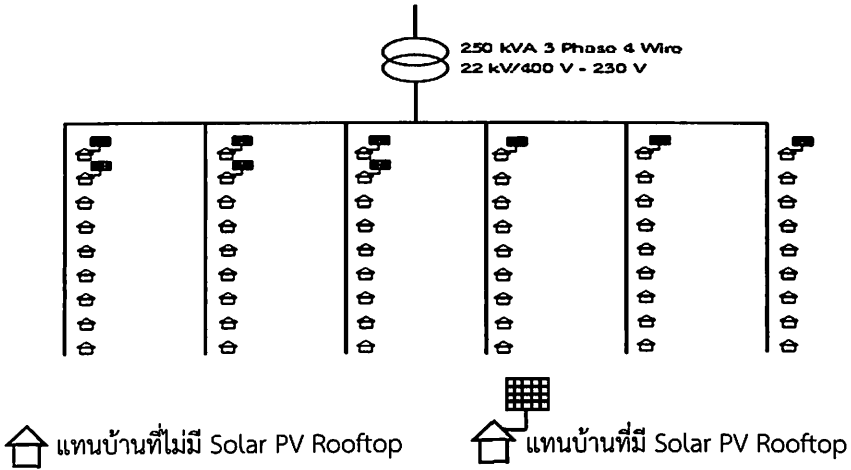 250 kVA 3 Phase 4 Wire
22 kV/400 V - 230 V
แทนบ้านที่ไม่มี Solar PV Rooftop
แทนบ้านที่มี Solar PV Rooftop